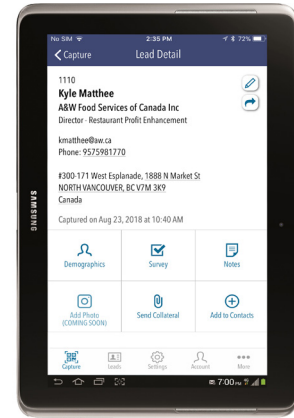 No SIM 2:35 PM 72%
Capture Lead Detail
1110
Kyle Matthee
A&W Food Services of Canada Inc
Director - Restaurant Profit Enhancement
kmatthee@aw.ca
Phone: 9575981770
#300-171 West Esplanade, 1888 N Market St
NORTH VANCOUVER, BC V7M 3K9
Canada
Captured on Aug 23, 2018 at 10:40 AM
SAMSUNG
Demographics Survey Notes
Add Photo Send Collateral Add to Contacts
(COMING SOON)
Capture Leads Settings Account More
7:00 PM